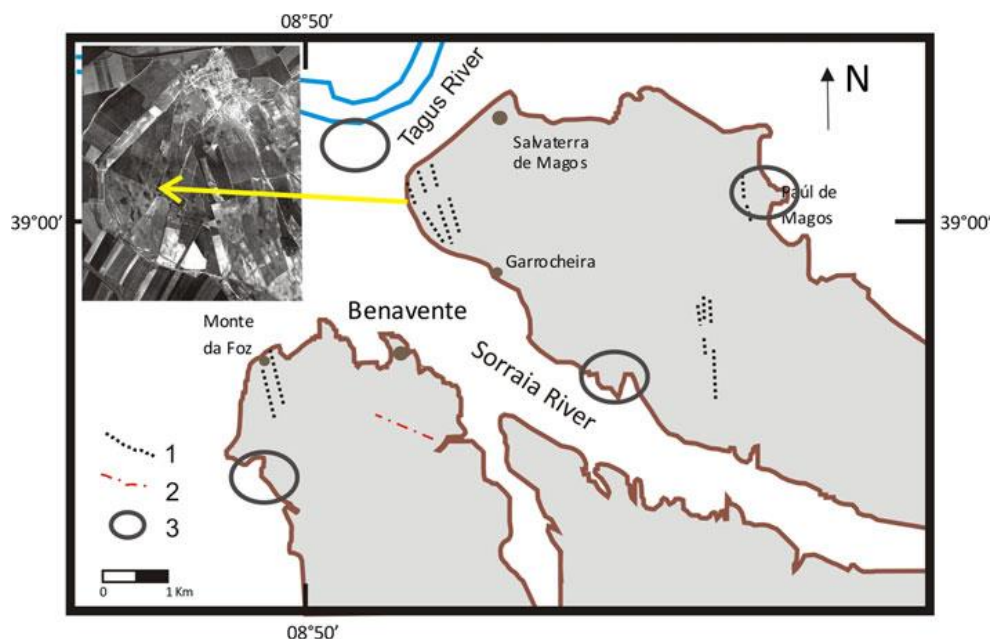 08°50’
N
Tagus River
Salvaterra
de Magos
Paúl de
Magos
39°00’
39°00’
Garrocheira
Benavente
Monte
da Foz
Sorraia River
1
2
3
1 Km
0
08°50’